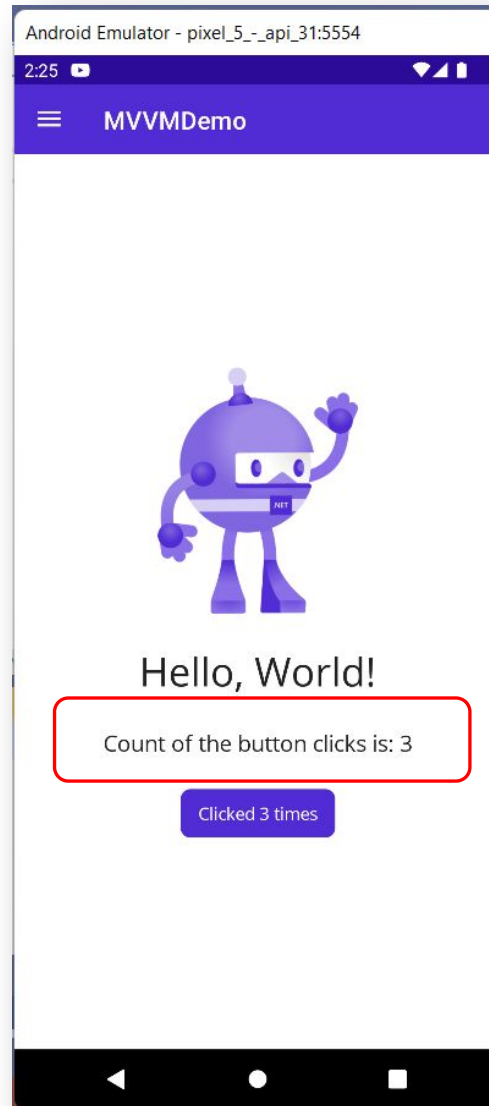 Android Emulator - pixel_5_-_api_31:5554
2:25
MVVMDemo
.NET
Hello, World!
Count of the button clicks is: 3
Clicked 3 times